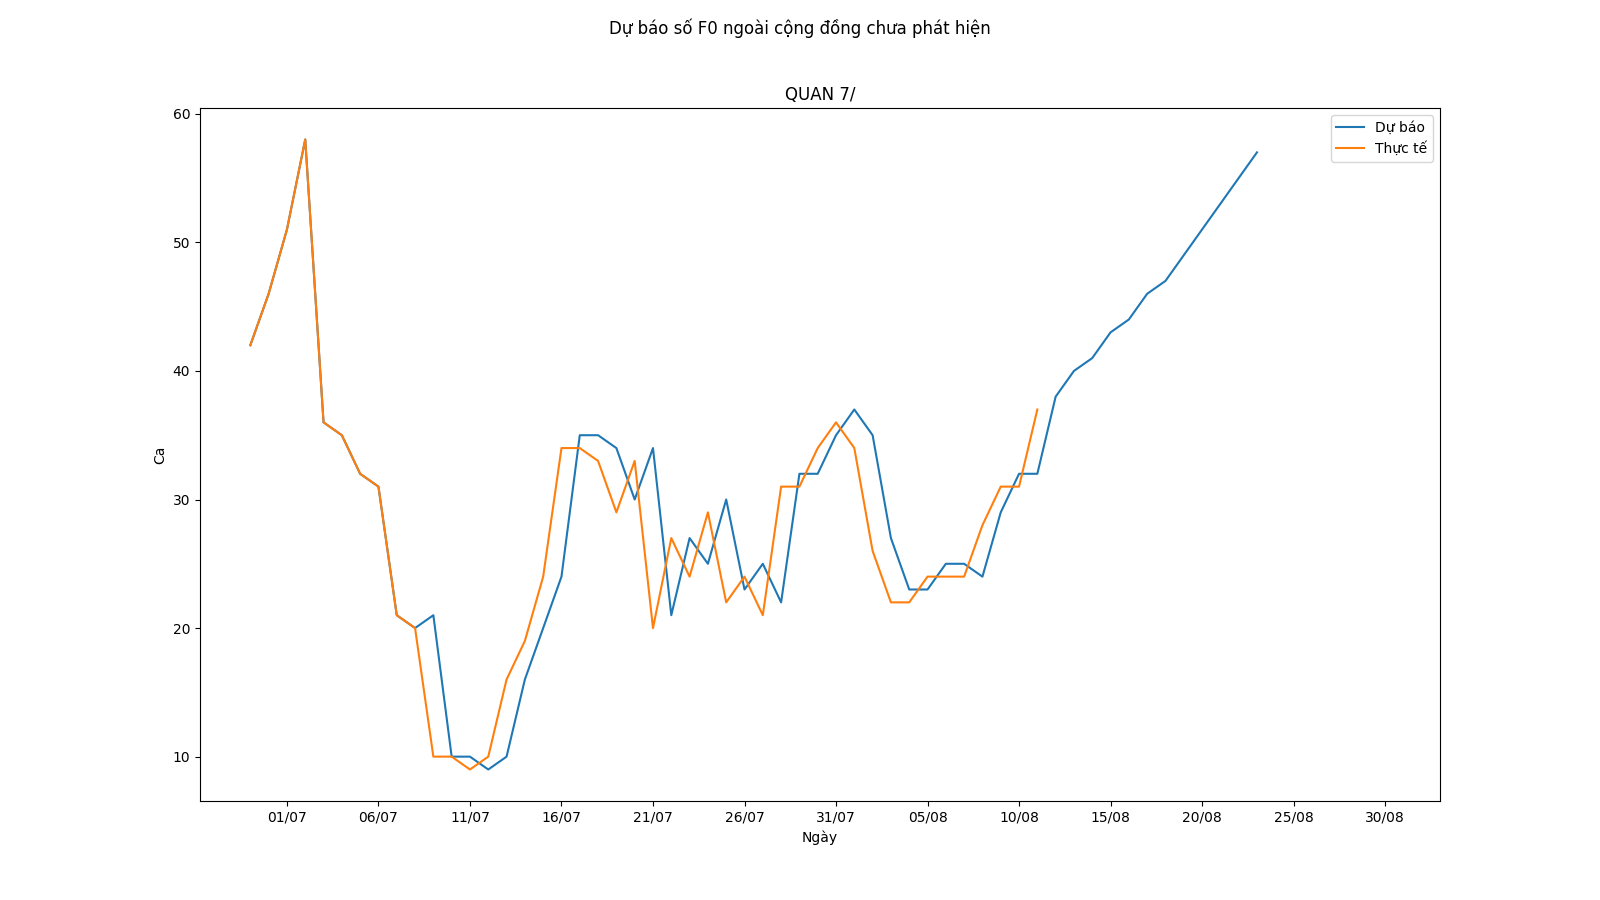 Dự báo số F0 ngoài cộng đồng chưa phát hiện
QUAN 7/
Dự báo
Thực tế
60
50
40
30
20
10
Ca
01/07 06/07 11/07 16/07 21/07 26/07 31/07 05/08 10/08 15/08 20/08 25/08 30/08
Ngày